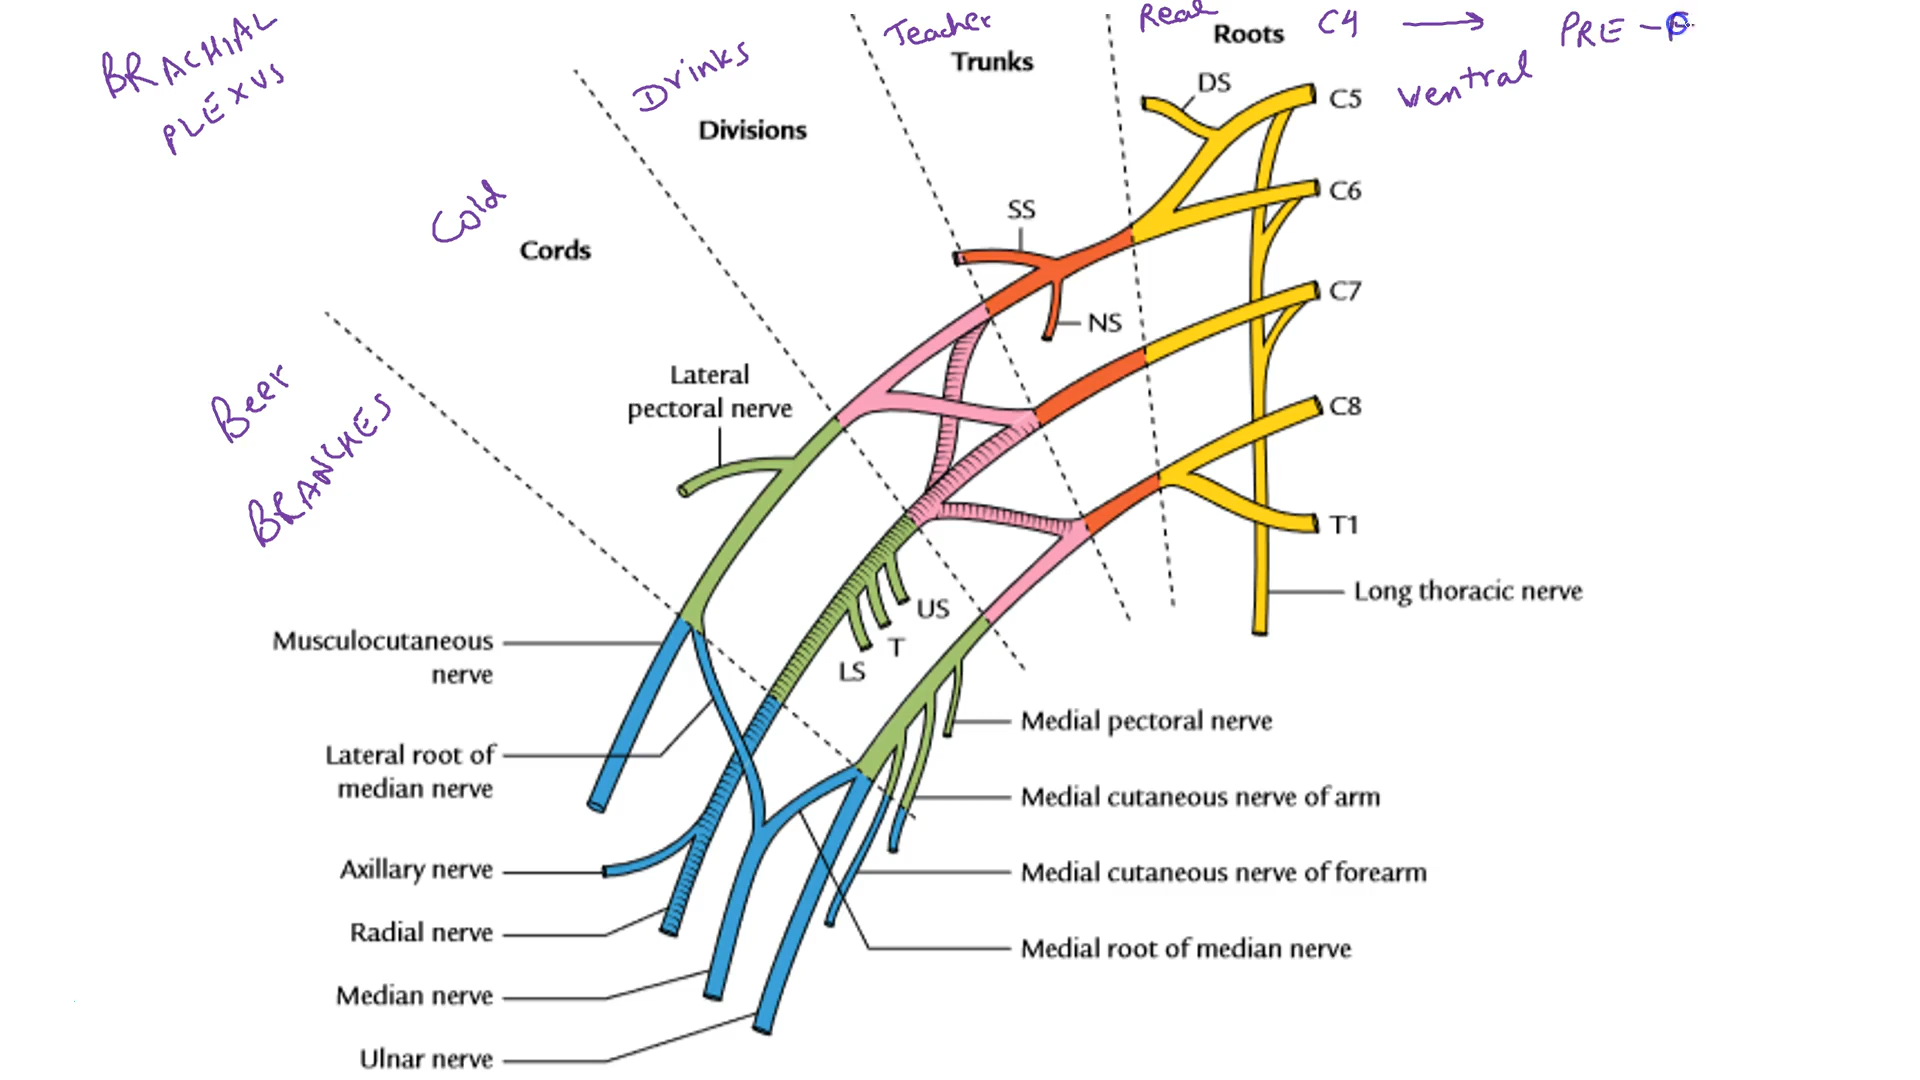 BRACHIAL
PLEXUS
Teacher
Real
Roots
C4
PRE -
Trunks
Drinks
Divisions
DS
C5
ventral
Cold
Cords
C6
SS
C7
NS
Beer
BRANCHES
Lateral
pectoral nerve
C8
T1
Long thoracic nerve
US
T
LS
Musculocutaneous
nerve
Medial pectoral nerve
Lateral root of
median nerve
Medial cutaneous nerve of arm
Axillary nerve
Medial cutaneous nerve of forearm
Radial nerve
Medial root of median nerve
Median nerve
Ulnar nerve